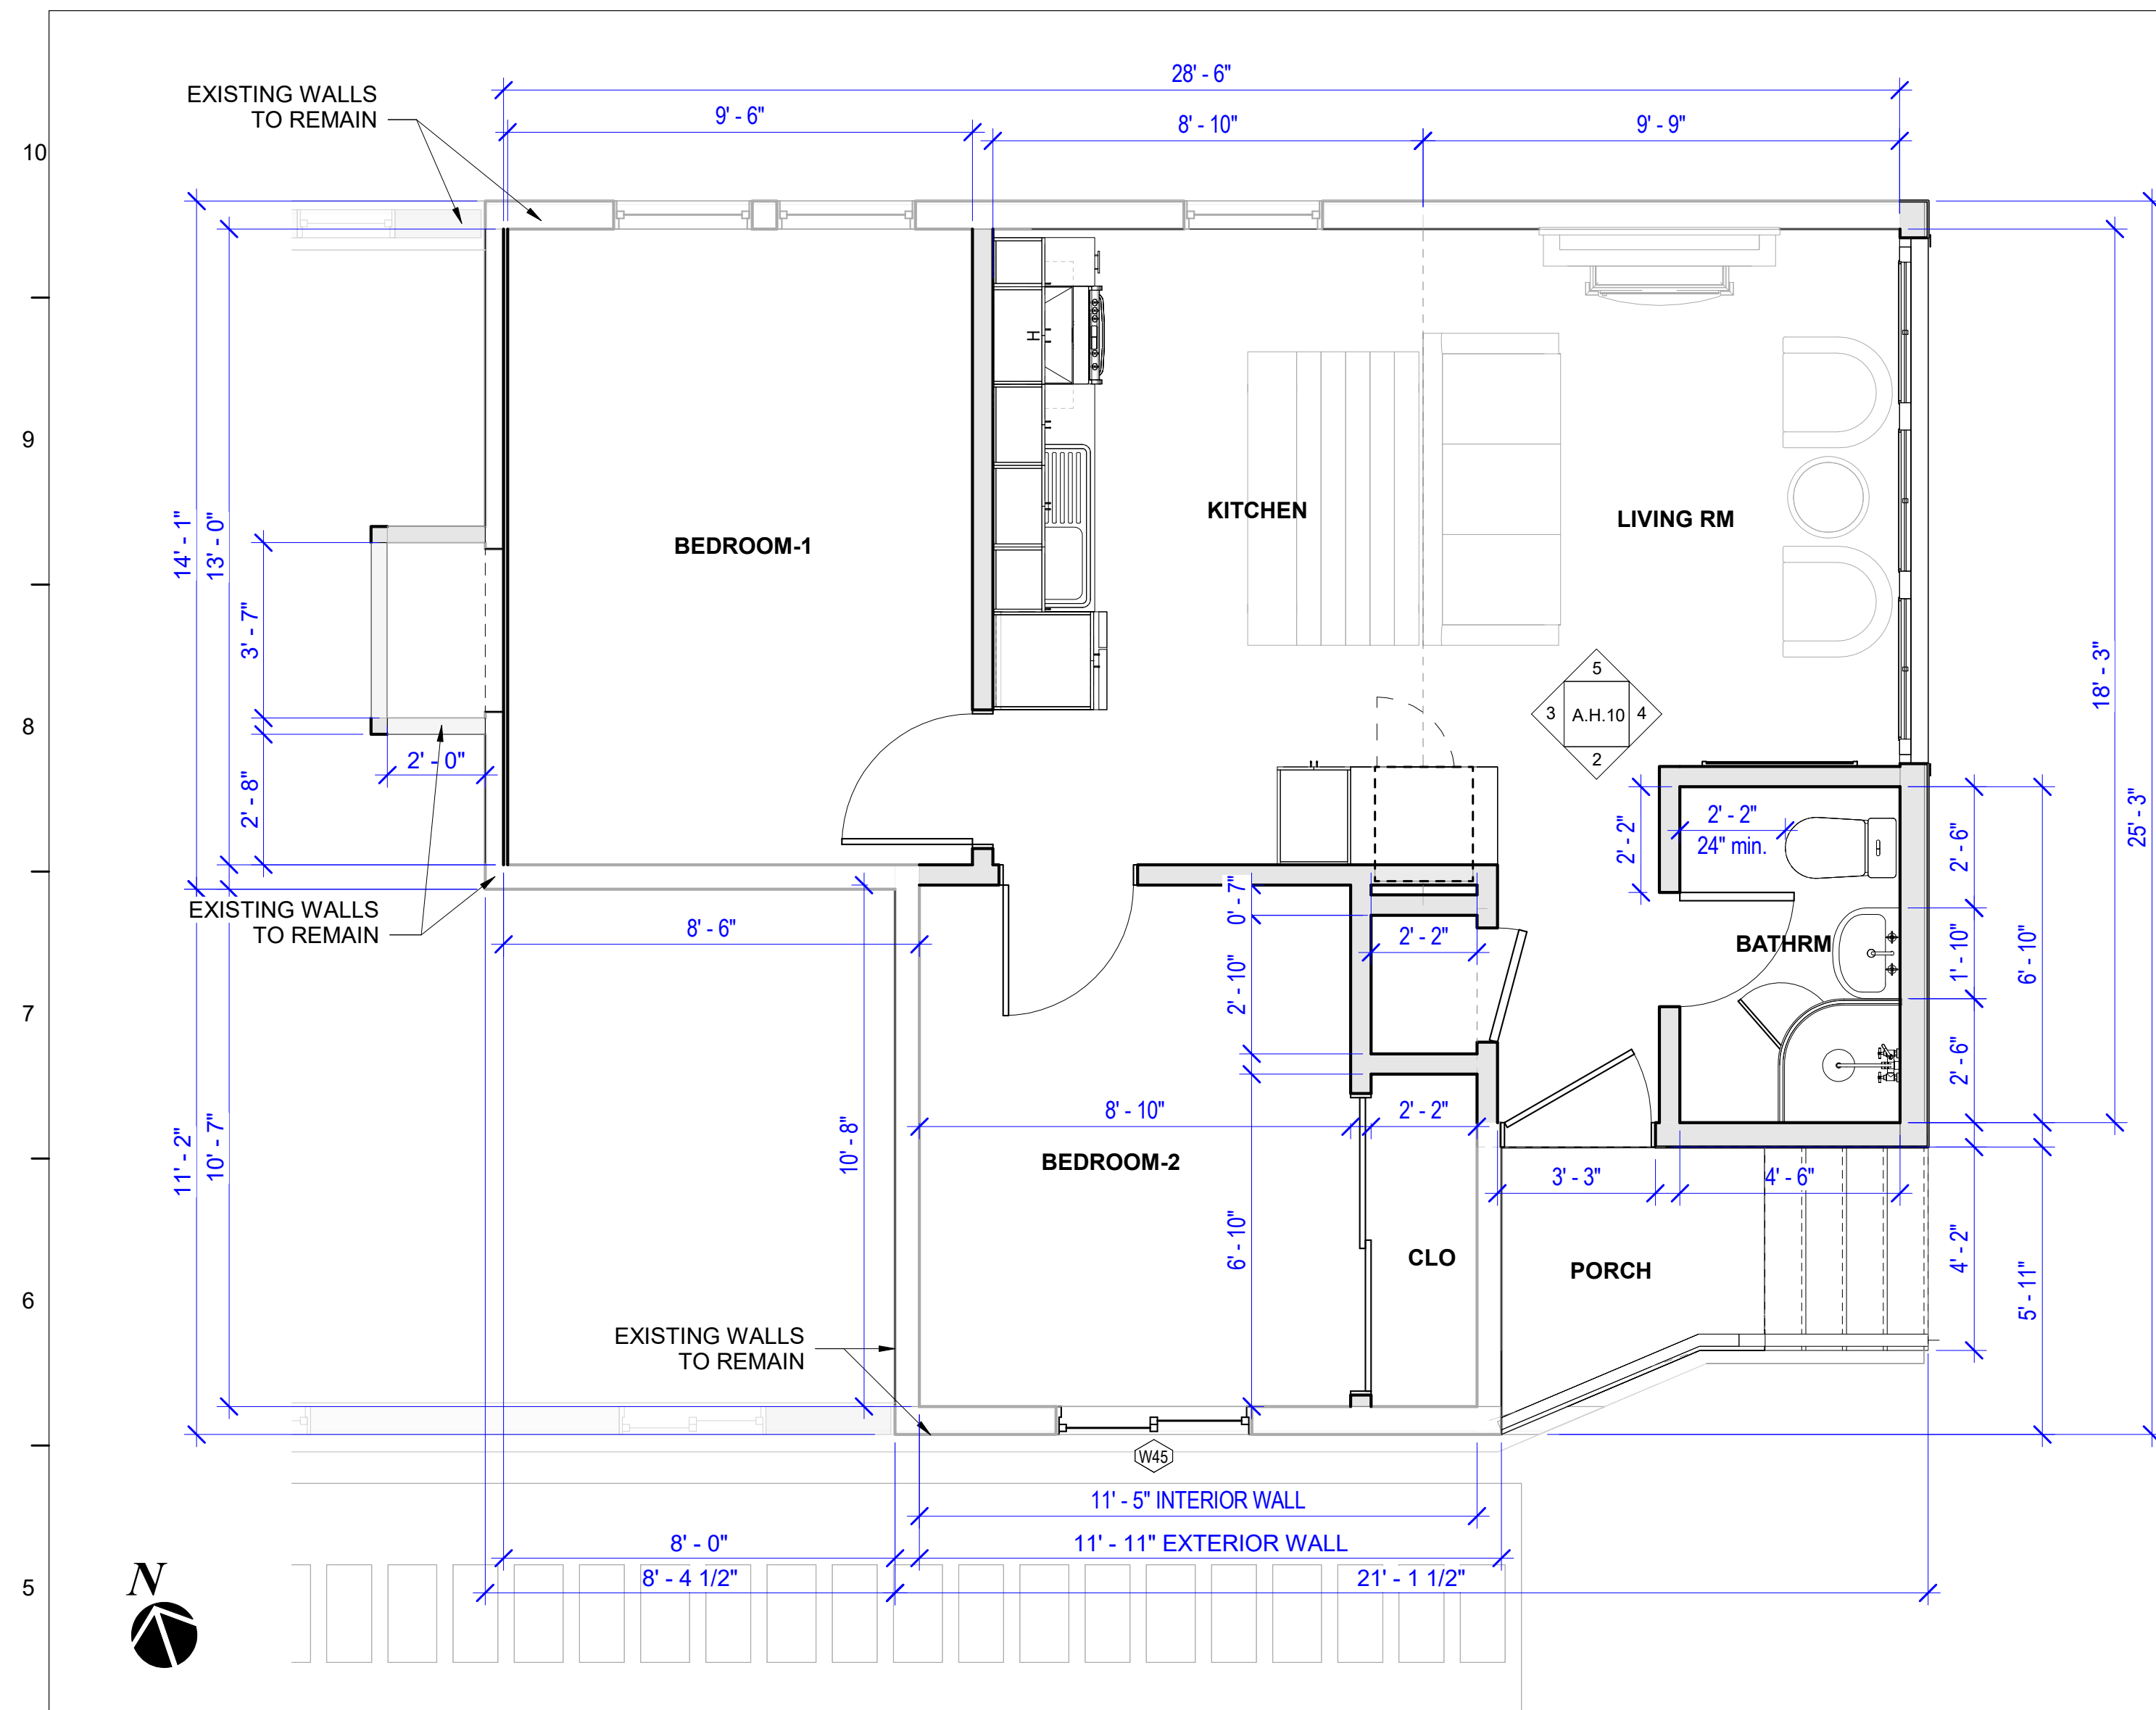 28' - 6"
EXISTING WALLS
TO REMAIN
9' - 6"
8' - 10"
9' - 9"
10
9
8
7
6
5
14' - 1"
13' - 0"
3' - 7"
2' - 8"
2' - 0"
H
BEDROOM-1
KITCHEN
LIVING RM
5
3
A.H.10
4
2
18' - 3"
25' - 3"
2' - 2"
2' - 2"
24" min.
2' - 6"
1' - 10"
6' - 10"
2' - 6"
BATHRM
EXISTING WALLS
TO REMAIN
8' - 6"
0' - 7"
2' - 2"
2' - 10"
11' - 2"
10' - 7"
10' - 8"
8' - 10"
2' - 2"
BEDROOM-2
6' - 10"
CLO
3' - 3"
4' - 6"
PORCH
4' - 2"
5' - 11"
EXISTING WALLS
TO REMAIN
W45
11' - 5" INTERIOR WALL
8' - 0"
11' - 11" EXTERIOR WALL
8' - 4 1/2"
21' - 1 1/2"
N